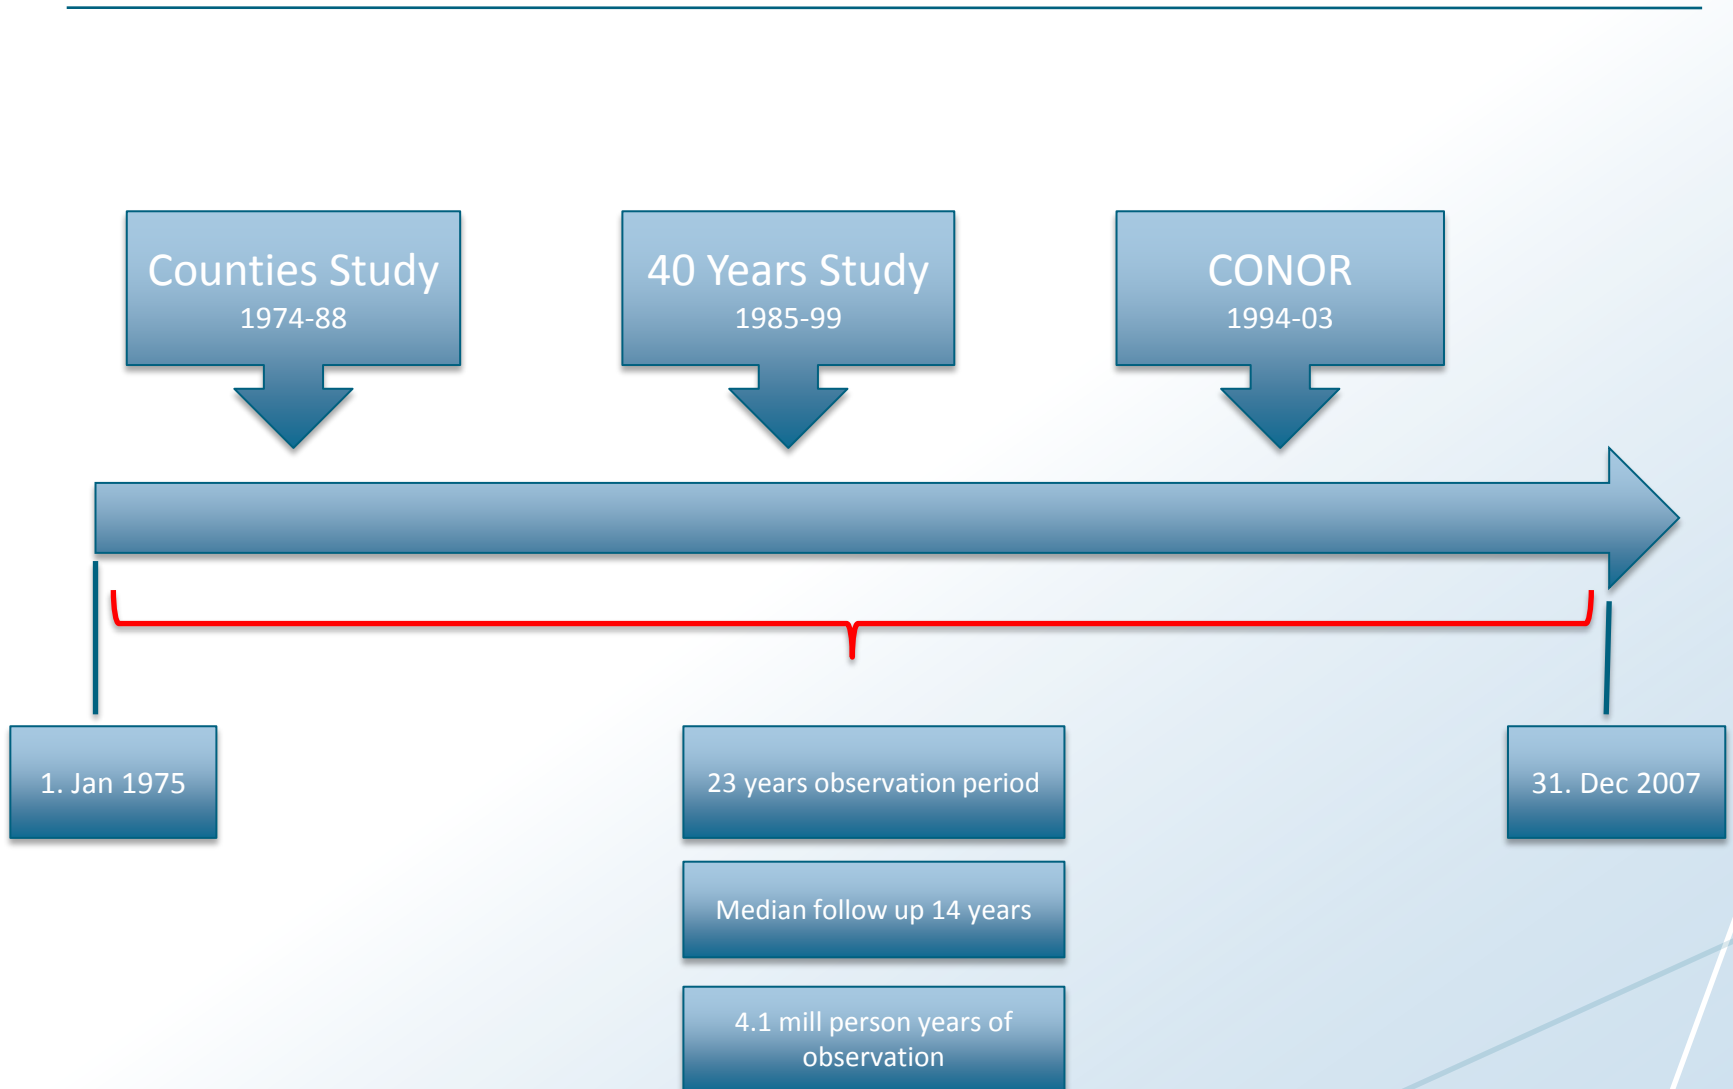 Counties Study
1974-88
40 Years Study
1985-99
CONOR
1994-03
1. Jan 1975
23 years observation period
31. Dec 2007
Median follow up 14 years
4.1 mill person years of
observation